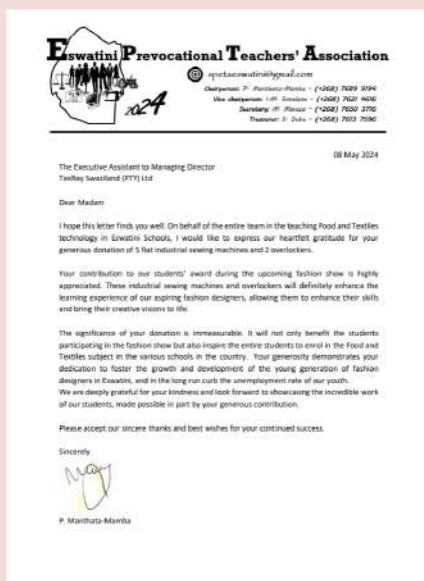 Eswatini Prevocational Teachers' Association
@
2024
08 May 2024
The Executive Assistant to Managing Director
TexRay Swaziland (PTY) Ltd
Dear Madam
I hope this letter finds you well. On behalf of the entire team in the teaching Food and Textiles
technology in Eswatini Schools, I would like to express our heartfelt gratitude for your
generous donation of 5 flat industrial sewing machines and 2 overlockers.
Your contribution to our students' award during the upcoming fashion show is highly
appreciated. These industrial sewing machines and overlockers will definitely enhance the
learning experience of our aspiring fashion designers, allowing them to enhance their skills
and bring their creative visions to life.
The significance of your donation is immeasurable. It will not only benefit the students
participating in the fashion show but also inspire the entire students to enrol in the Food and
Textiles subject in the various schools in the country. Your generosity demonstrates your
dedication to foster the growth and development of the young generation of fashion
designers in Eswatini, and in the long run curb the unemployment rate of our youth.
We are deeply grateful for your kindness and look forward to showcasing the incredible work
of our students, made possible in part by your generous contribution.
Please accept our sincere thanks and best wishes for your continued success.
Sincerely
P. Manthata-Mamba